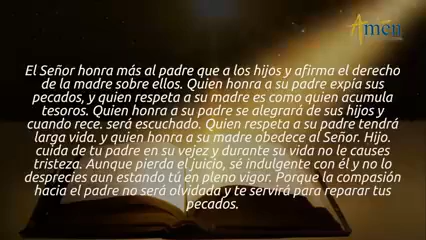 Amén
El Señor honra más al padre que a los hijos y afirma el derecho
de la madre sobre ellos. Quien honra a su padre expía sus
pecados, y quien respeta a su madre es como quien acumula
tesoros. Quien honra a su padre se alegrará de sus hijos y
cuando rece. será escuchado. Quien respeta a su padre tendrá
larga vida. y quien honra a su madre obedece al Señor. Hijo.
cuida de tu padre en su vejez y durante su vida no le causes
tristeza. Aunque pierda el juicio, sé indulgente con él y no lo
desprecies aun estando tú en pleno vigor. Porque la compasión
hacia el padre no será olvidada y te servirá para reparar tus
pecados.